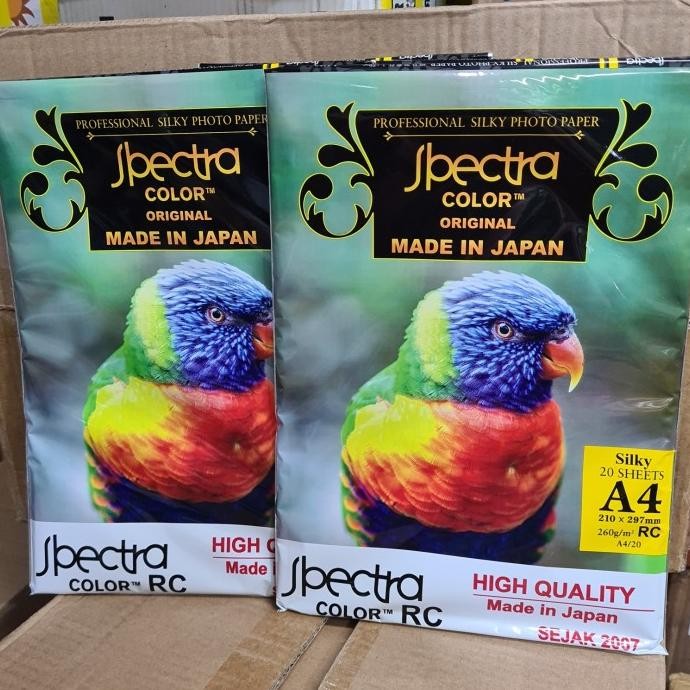 PROFESSIONAL SILKY PHOTO PAPER
Spectra
COLOR™
ORIGINAL
MADE IN JAPAN
Spectra
COLOR™ RC
HIGH
Made
PROFESSIONAL SILKY PHOTO PAPER
Spectra
COLOR™
ORIGINAL
MADE IN JAPAN
Silky
20 SHEETS
A4
210 x 297mm
260g/m² RC
A4/20
Spectra
COLOR™ RC
HIGH QUALITY
Made in Japan
SEJAK 2007